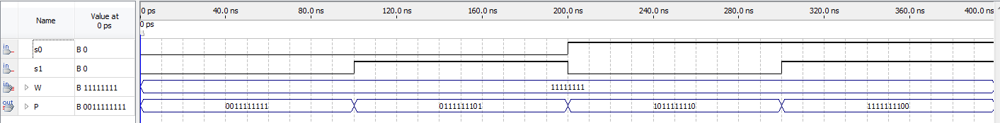 Name
Value at
0 ps
0 ps
40.0 ns
80.0 ns
120.0 ns
160.0 ns
200.0 ns
240.0 ns
280.0 ns
320.0 ns
360.0 ns
400.0 ns
0 ps
in
s0
B 0
in
s1
B 0
in
W
B 11111111
11111111
out
P
B 0011111111
0011111111
0111111101
1011111110
1111111100